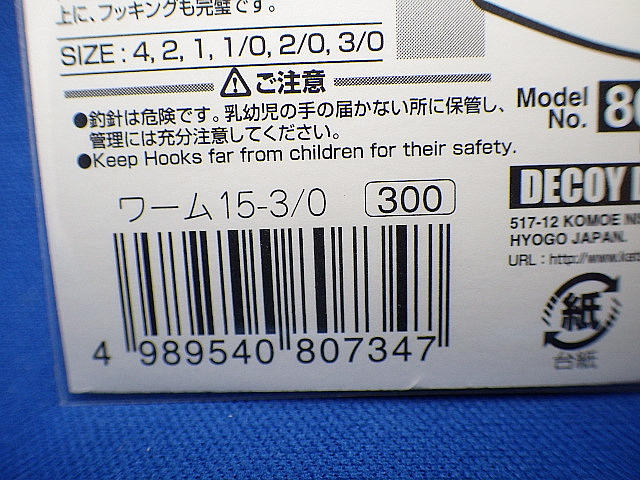 上に、フッキングも完璧です。
SIZE : 4, 2, 1, 1/0, 2/0, 3/0
ご注意
●釣針は危険です。乳幼児の手の届かない所に保管し、
管理には充分注意してください。
●Keep Hooks far from children for their safety.
Model
No.
ワーム15-3/0 300
DECOY
517-12 KOMOE
HYOGO JAPAN.
URL : http://www.
4 989540 807347
紙
台紙